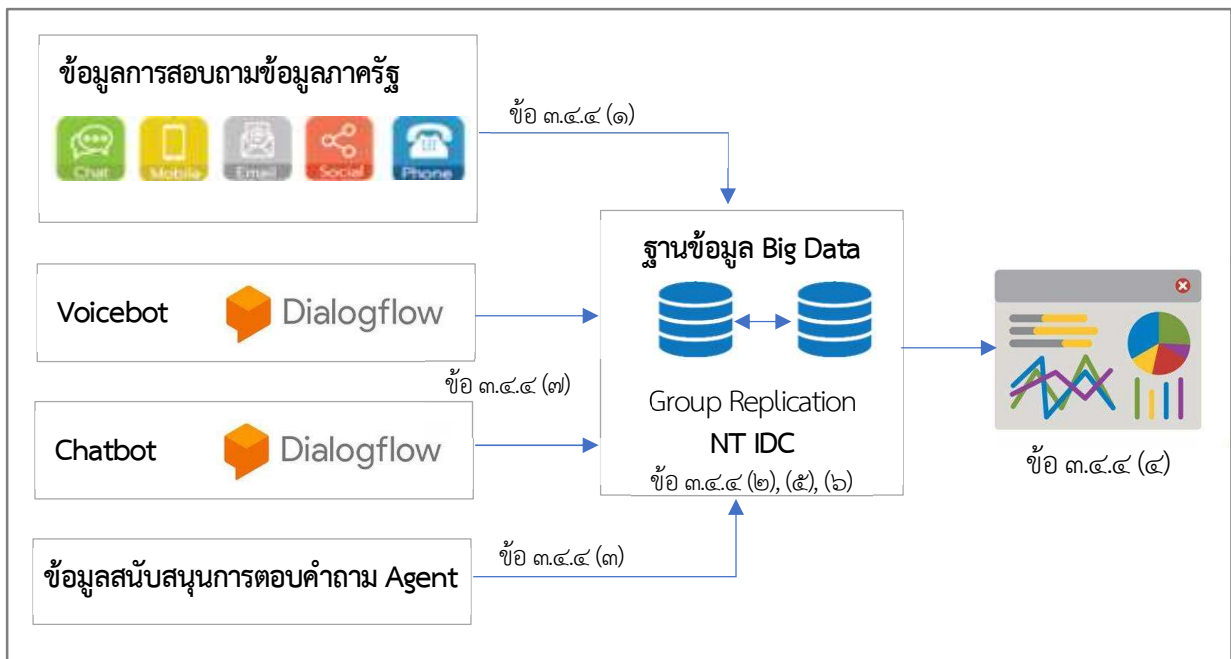 ข้อมูลการสอบถามข้อมูลภาครัฐ
Chat
Mobile
Email
Social
Phone
ข้อ ๓.๔.๔ (๑)
Voicebot
Dialogflow
ข้อ ๓.๔.๔ (๗)
Chatbot
Dialogflow
ข้อมูลสนับสนุนการตอบคำถาม Agent
ข้อ ๓.๔.๔ (๓)
ฐานข้อมูล Big Data
Group Replication
NT IDC
ข้อ ๓.๔.๔ (๒), (๕), (๖)
ข้อ ๓.๔.๔ (๔)